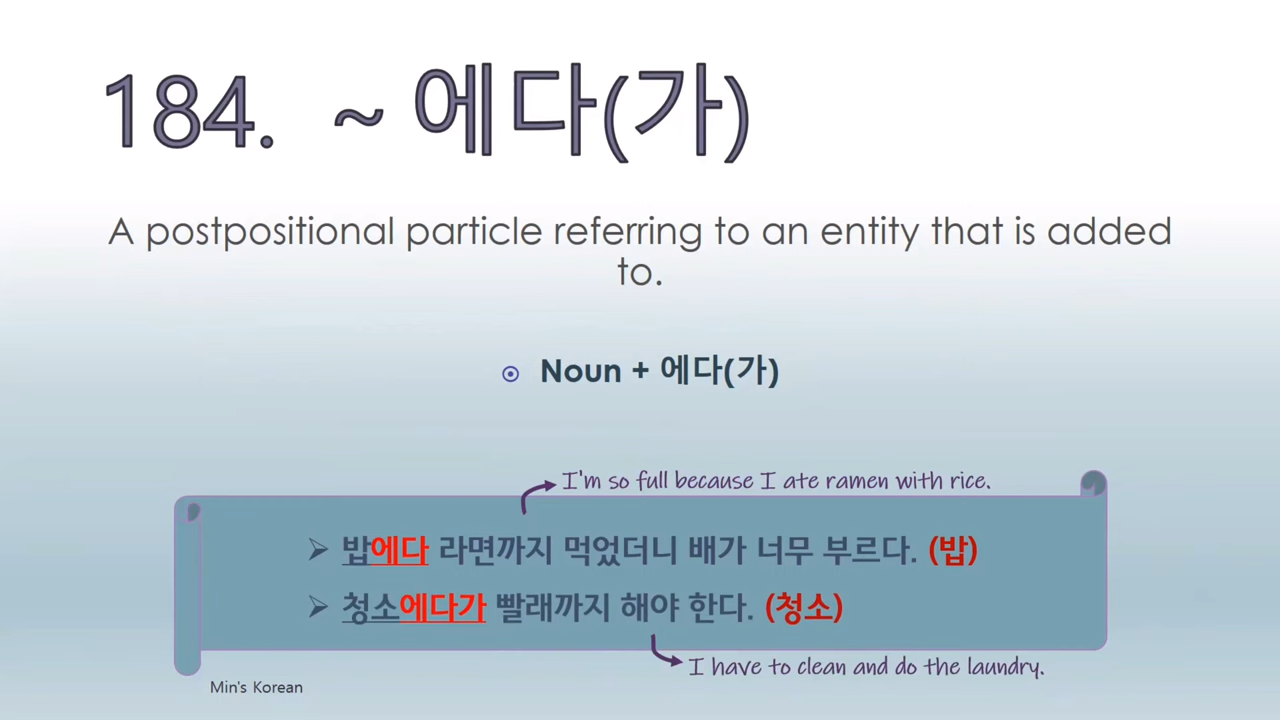 184. ~ 에다(가)
A postpositional particle referring to an entity that is added
to.
Noun + 에다(가)
I'm so full because I ate ramen with rice.
밥에다 라면까지 먹었더니 배가 너무 부르다. (밥)
청소에다가 빨래까지 해야 한다. (청소)
I have to clean and do the laundry.
Min's Korean